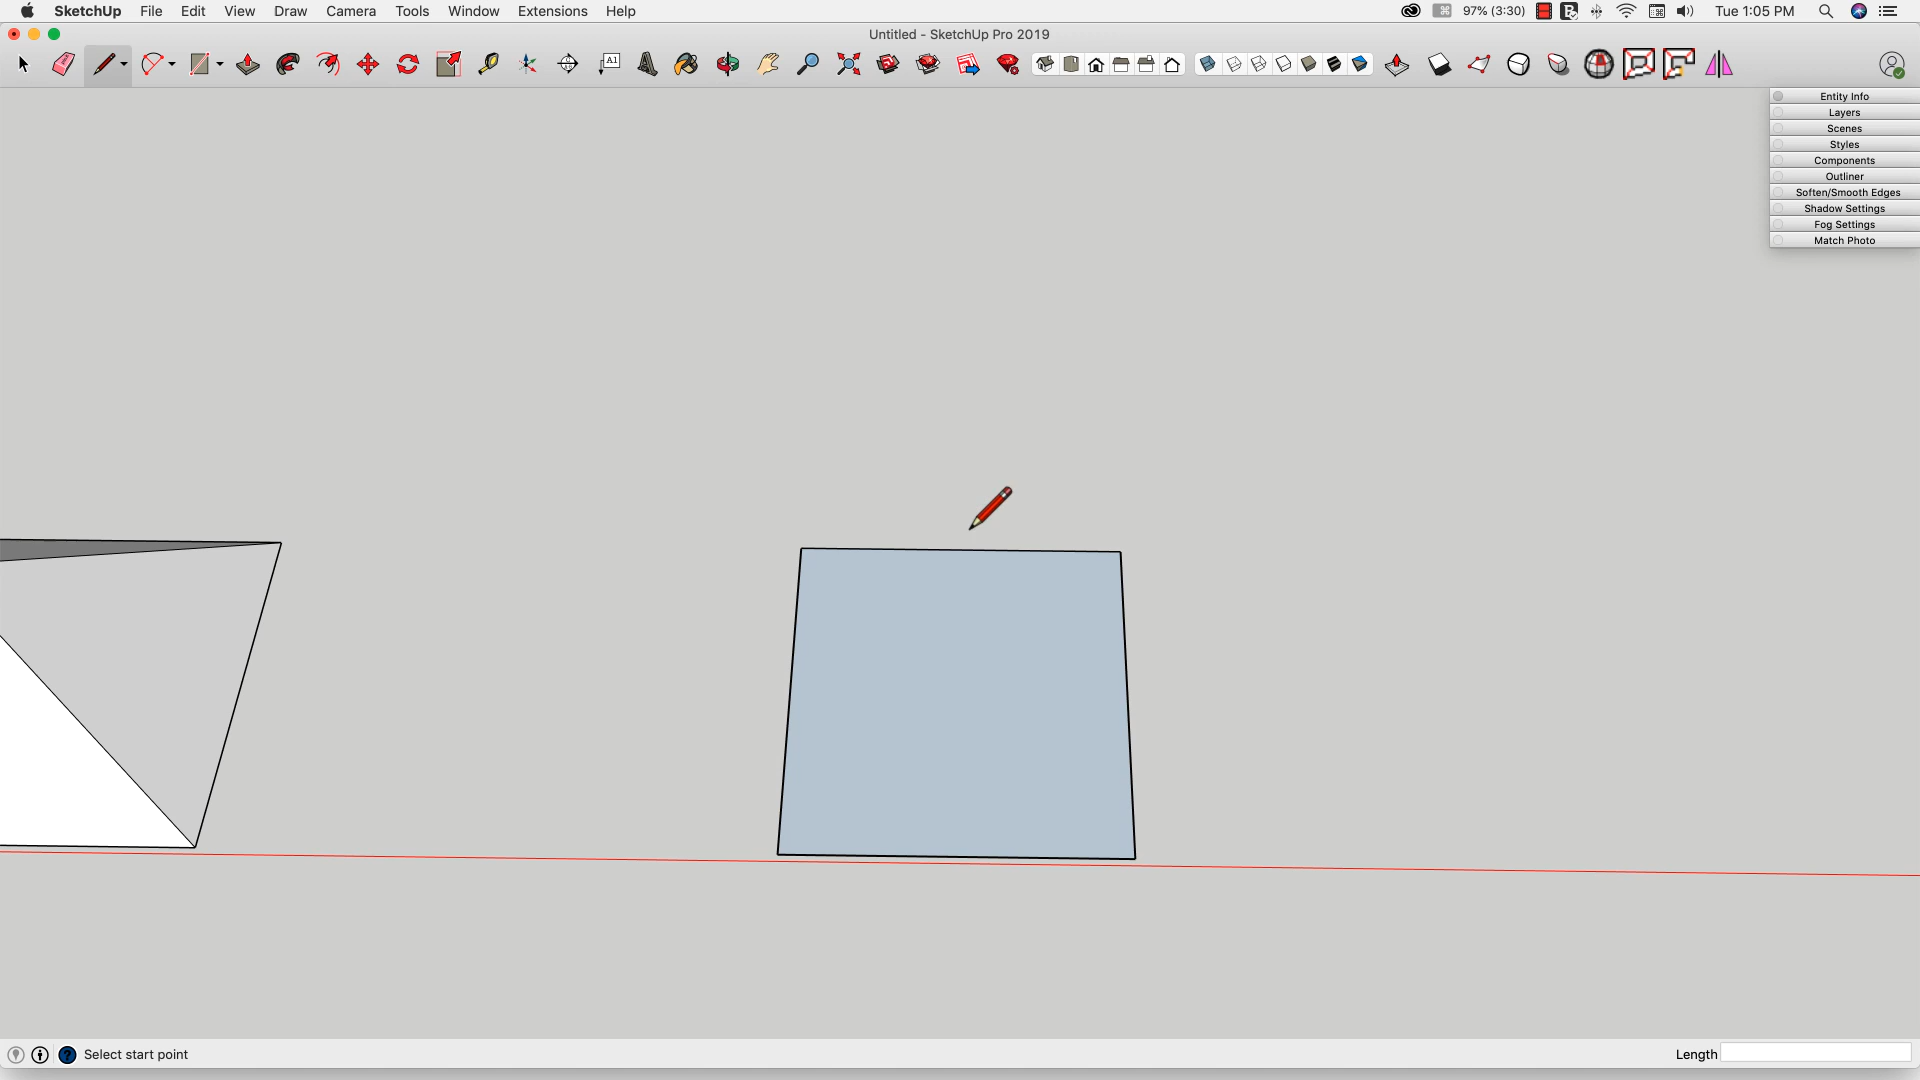 SketchUp File Edit View Draw Camera Tools Window Extensions Help 97% (3:30) Tue 1:05 PM
Untitled - SketchUp Pro 2019
A1
Entity Info
Layers
Scenes
Styles
Components
Outliner
Soften/Smooth Edges
Shadow Settings
Fog Settings
Match Photo
? Select start point
Length